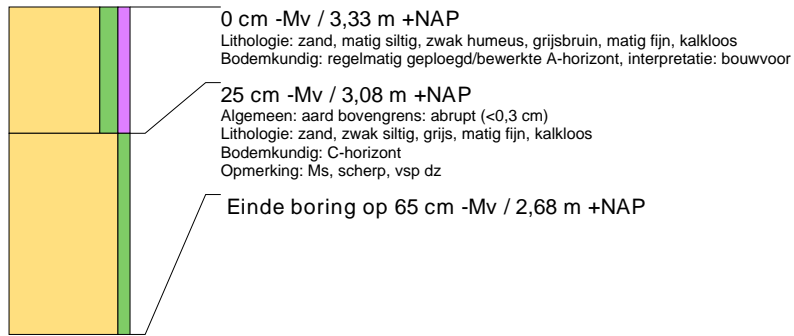 0 cm -Mv / 3,33 m +NAP
Lithologie: zand, matig siltig, zwak humeus, grijsbruin, matig fijn, kalkloos
Bodemkundig: regelmatig geploegd/bewerkte A-horizont, interpretatie: bouwvoor
25 cm -Mv / 3,08 m +NAP
Algemeen: aard bovengrens: abrupt (<0,3 cm)
Lithologie: zand, zwak siltig, grijs, matig fijn, kalkloos
Bodemkundig: C-horizont
Opmerking: Ms, scherp, vsp dz
Einde boring op 65 cm -Mv / 2,68 m +NAP